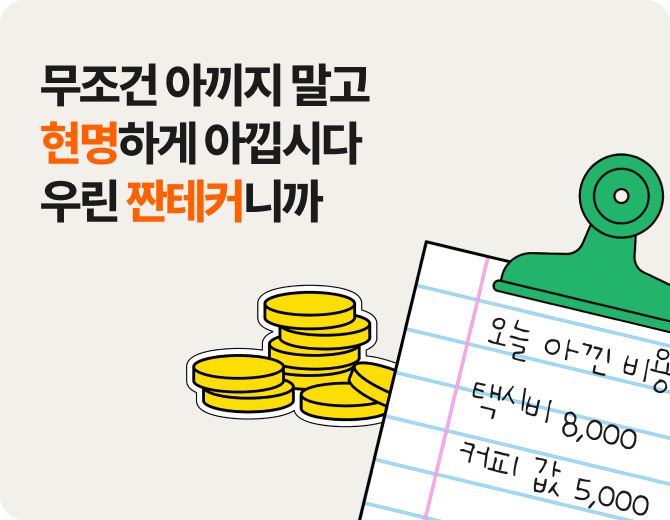 무조건 아끼지 말고
현명하게 아낍시다
우린 짠테커니까
오늘 아낀 비용
택시비 8,000
커피 값 5,000